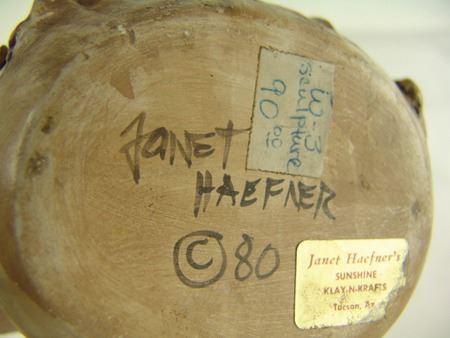 W-3
Sculpture
90.00
JANET
HAEFNER
© 80
Janet Haefner's
SUNSHINE
KLAY-N-KRAFTS
Tucson, Az